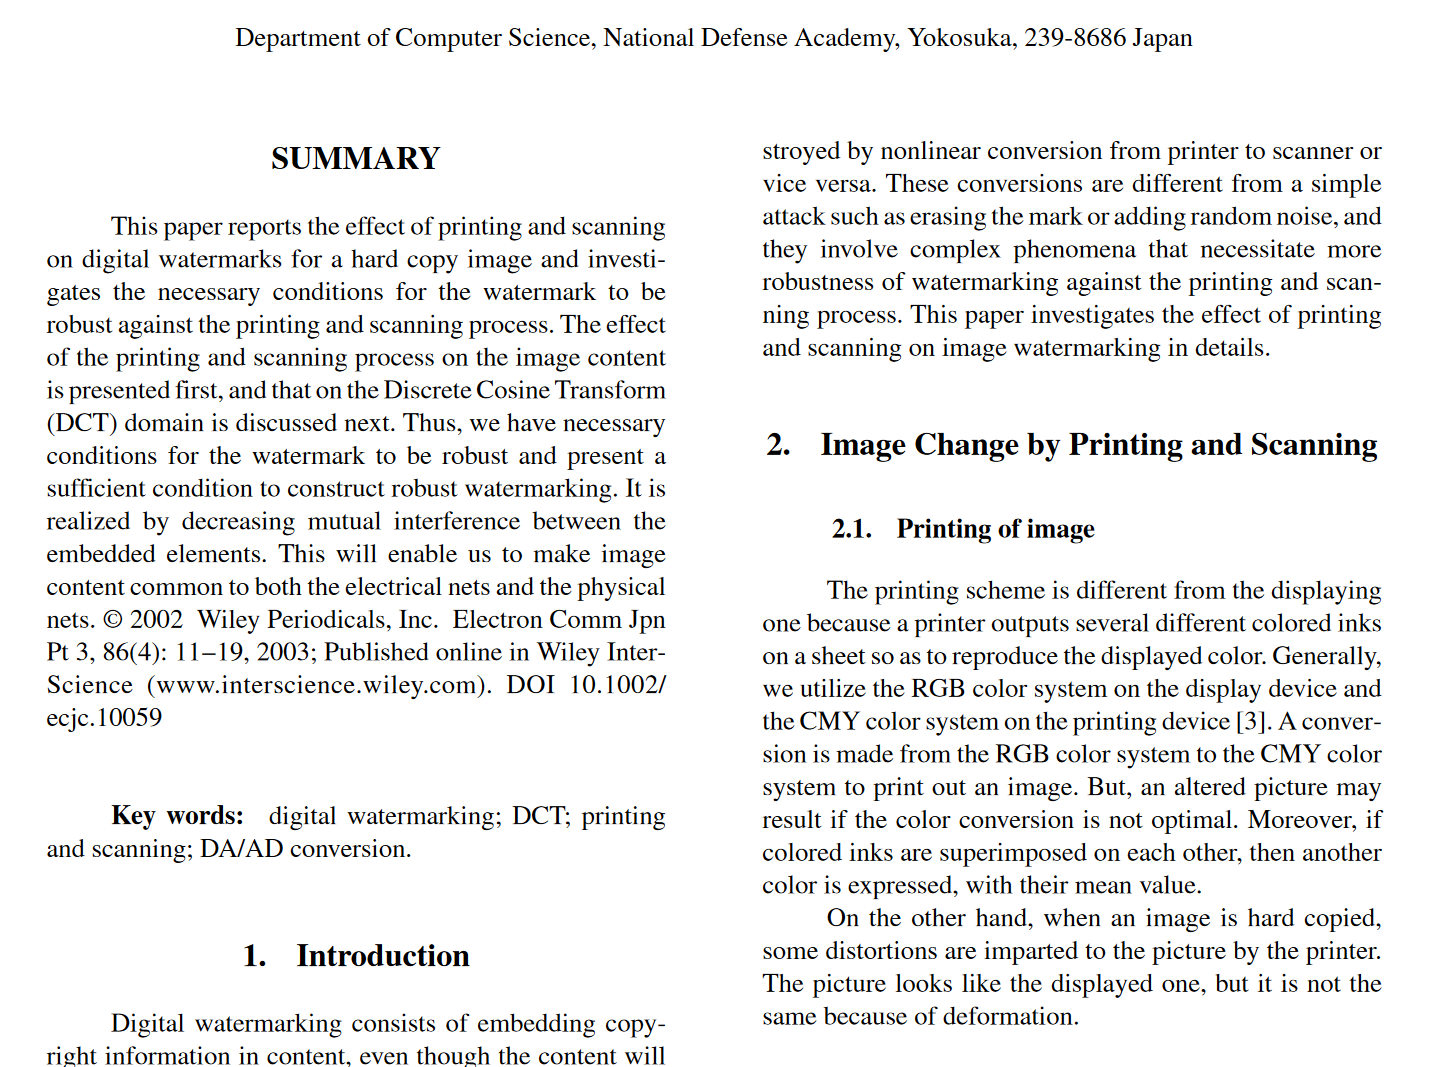 Department of Computer Science, National Defense Academy, Yokosuka, 239-8686 Japan
SUMMARY
This paper reports the effect of printing and scanning
on digital watermarks for a hard copy image and investi-
gates the necessary conditions for the watermark to be
robust against the printing and scanning process. The effect
of the printing and scanning process on the image content
is presented first, and that on the Discrete Cosine Transform
(DCT) domain is discussed next. Thus, we have necessary
conditions for the watermark to be robust and present a
sufficient condition to construct robust watermarking. It is
realized by decreasing mutual interference between the
embedded elements. This will enable us to make image
content common to both the electrical nets and the physical
nets. © 2002 Wiley Periodicals, Inc. Electron Comm Jpn
Pt 3, 86(4): 11–19, 2003; Published online in Wiley Inter-
Science (www.interscience.wiley.com). DOI 10.1002/
ecjc.10059
Key words: digital watermarking; DCT; printing
and scanning; DA/AD conversion.
1. Introduction
Digital watermarking consists of embedding copy-
right information in content, even though the content will
stroyed by nonlinear conversion from printer to scanner or
vice versa. These conversions are different from a simple
attack such as erasing the mark or adding random noise, and
they involve complex phenomena that necessitate more
robustness of watermarking against the printing and scan-
ning process. This paper investigates the effect of printing
and scanning on image watermarking in details.
2. Image Change by Printing and Scanning
2.1. Printing of image
The printing scheme is different from the displaying
one because a printer outputs several different colored inks
on a sheet so as to reproduce the displayed color. Generally,
we utilize the RGB color system on the display device and
the CMY color system on the printing device [3]. A conver-
sion is made from the RGB color system to the CMY color
system to print out an image. But, an altered picture may
result if the color conversion is not optimal. Moreover, if
colored inks are superimposed on each other, then another
color is expressed, with their mean value.
On the other hand, when an image is hard copied,
some distortions are imparted to the picture by the printer.
The picture looks like the displayed one, but it is not the
same because of deformation.